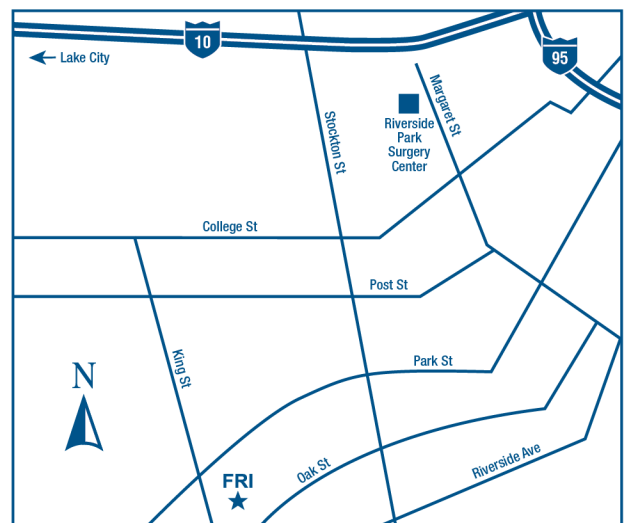 10
95
Lake City
Margaret St
Stockton St
Riverside
Park
Surgery
Center
College St
Post St
King St
Park St
N
Oak St
Riverside Ave
FRI